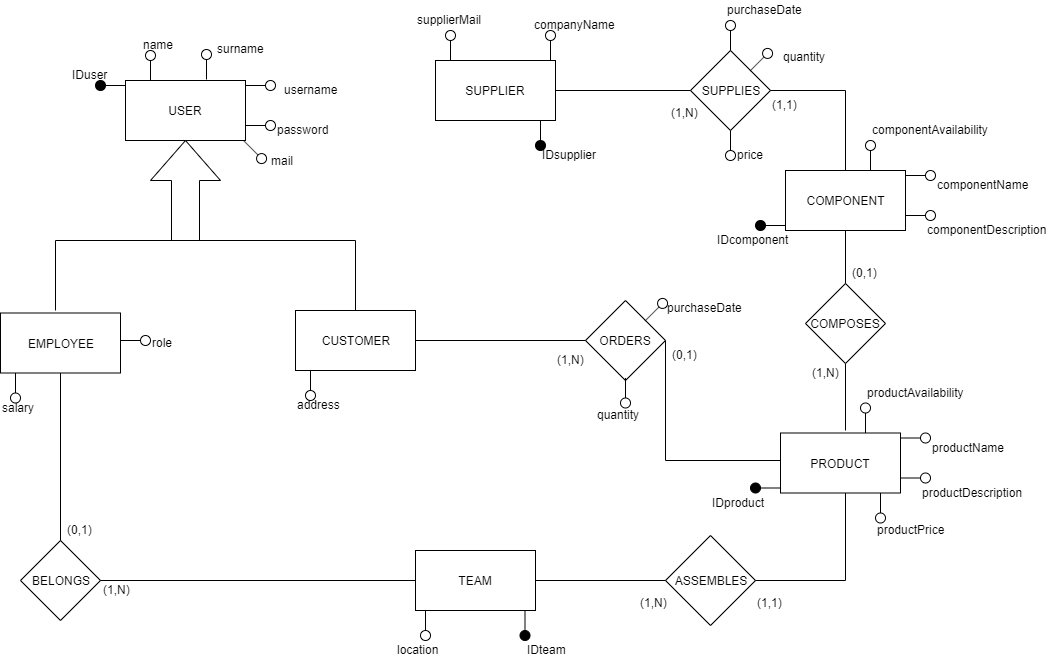 purchaseDate
supplierMail
companyName
name
surname
quantity
IDuser
username
USER
SUPPLIER
SUPPLIES
(1,N)
(1,1)
password
componentAvailability
mail
IDsupplier
price
componentName
COMPONENT
componentDescription
IDcomponent
(0,1)
purchaseDate
COMPOSES
EMPLOYEE
role
CUSTOMER
ORDERS
(1,N)
(0,1)
(1,N)
salary
address
quantity
productAvailability
productName
PRODUCT
productDescription
IDproduct
productPrice
(0,1)
BELONGS
(1,N)
TEAM
ASSEMBLES
(1,N)
(1,1)
location
IDteam